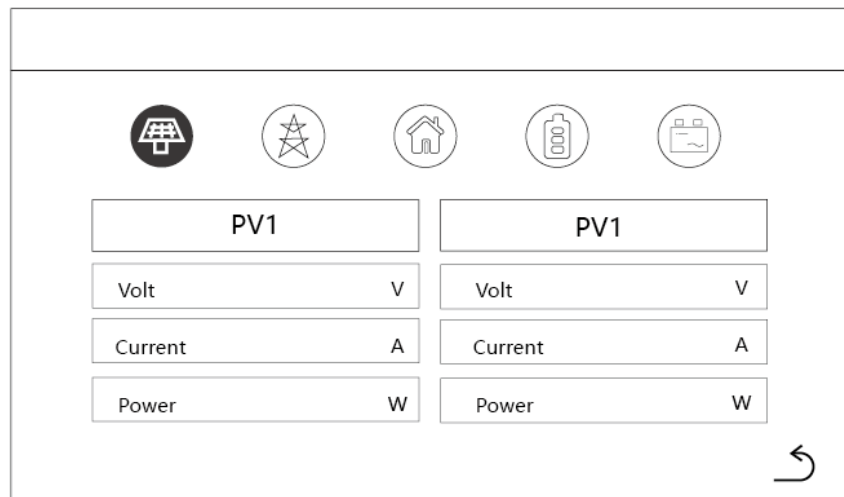 PV1 PV1
Volt V Volt V
Current A Current A
Power W Power W